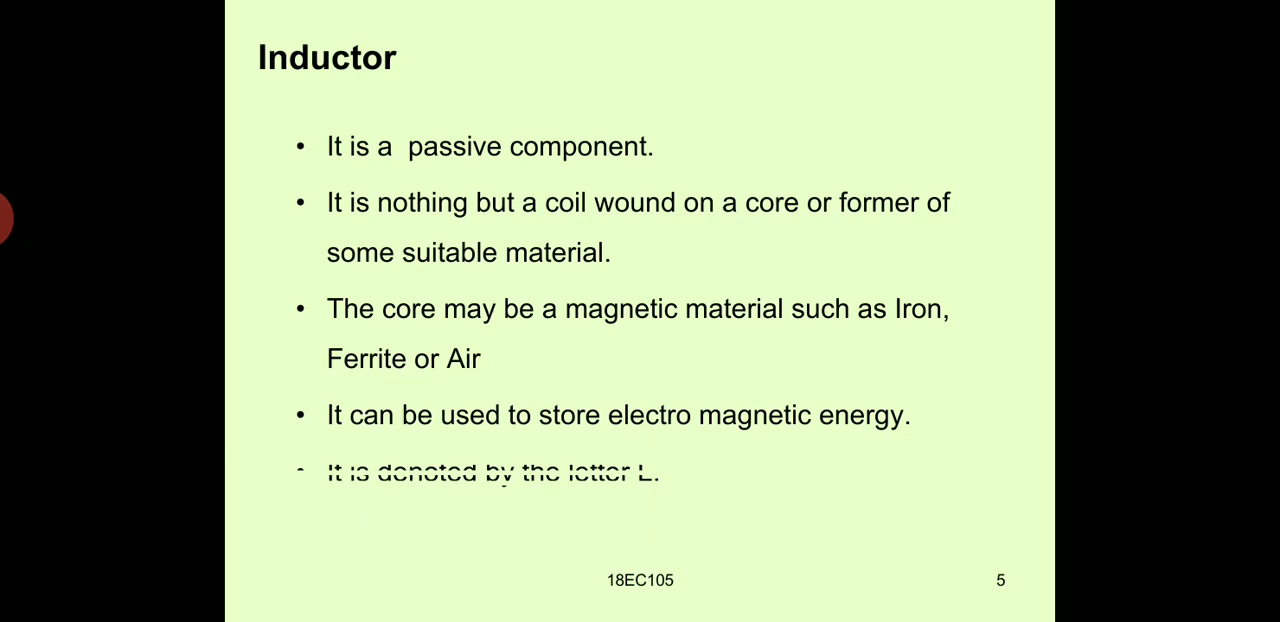 Inductor
• It is a  passive component.
• It is nothing but a coil wound on a core or former of
some suitable material.
• The core may be a magnetic material such as Iron,
Ferrite or Air
• It can be used to store electro magnetic energy.
• It is denoted by the letter L.
18EC105
5